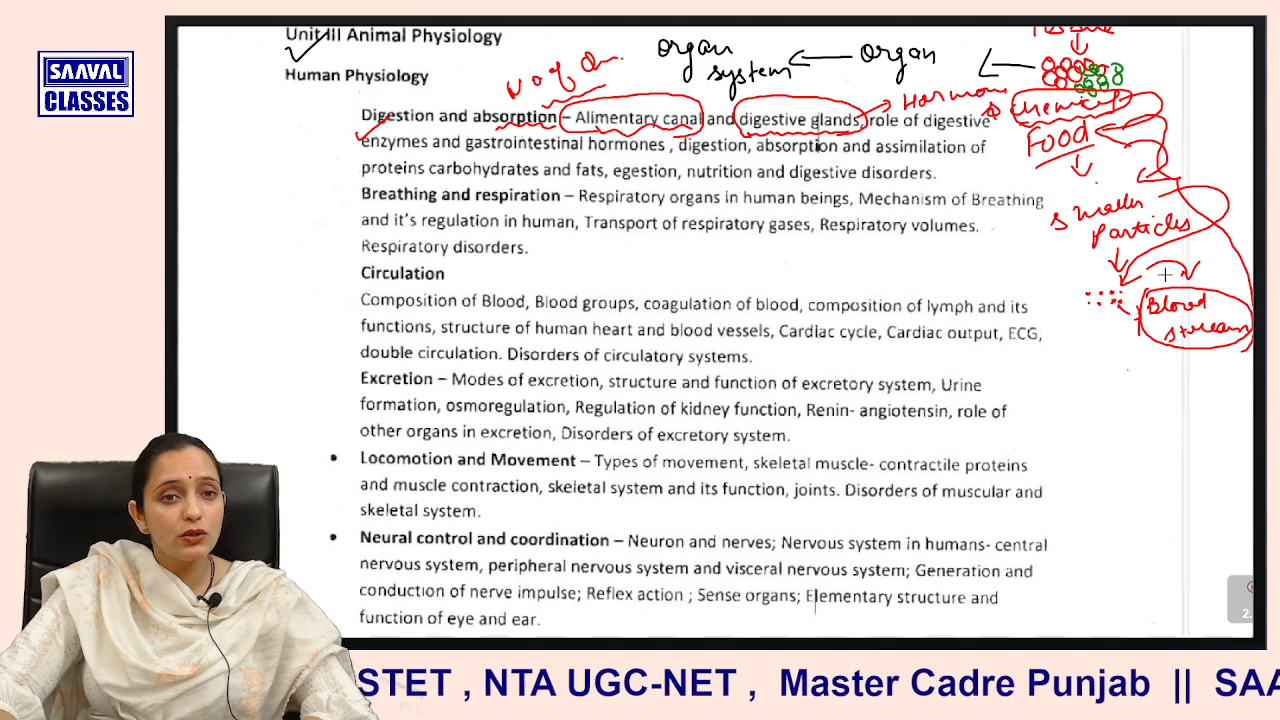 SAAVAL
CLASSES
Unit III Animal Physiology
organ
system
organ
Human Physiology
Hormones
chemicals
Food
Digestion and absorption – Alimentary canal and digestive glands, role of digestive
enzymes and gastrointestinal hormones , digestion, absorption and assimilation of
proteins carbohydrates and fats, egestion, nutrition and digestive disorders.
Breathing and respiration – Respiratory organs in human beings, Mechanism of Breathing
and it's regulation in human, Transport of respiratory gases, Respiratory volumes.
Respiratory disorders.
smaller
particles
Circulation
Composition of Blood, Blood groups, coagulation of blood, composition of lymph and its
functions, structure of human heart and blood vessels, Cardiac cycle, Cardiac output, ECG,
double circulation. Disorders of circulatory systems.
Blood
stream
Excretion – Modes of excretion, structure and function of excretory system, Urine
formation, osmoregulation, Regulation of kidney function, Renin- angiotensin, role of
other organs in excretion, Disorders of excretory system.
• Locomotion and Movement – Types of movement, skeletal muscle- contractile proteins
and muscle contraction, skeletal system and its function, joints. Disorders of muscular and
skeletal system.
• Neural control and coordination – Neuron and nerves; Nervous system in humans- central
nervous system, peripheral nervous system and visceral nervous system; Generation and
conduction of nerve impulse; Reflex action ; Sense organs; Elementary structure and
function of eye and ear.
2.
STET , NTA UGC-NET , Master Cadre Punjab || SAA